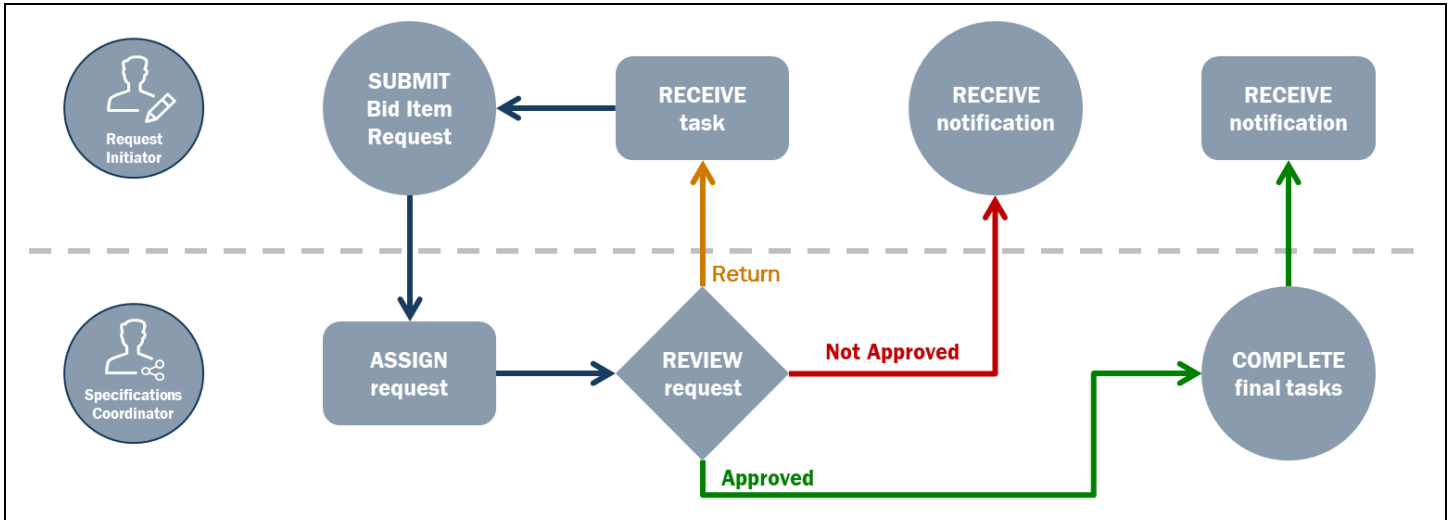 Request
Initiator
SUBMIT
Bid Item
Request
RECEIVE
task
RECEIVE
notification
RECEIVE
notification
Return
Specifications
Coordinator
ASSIGN
request
REVIEW
request
Not Approved
COMPLETE
final tasks
Approved